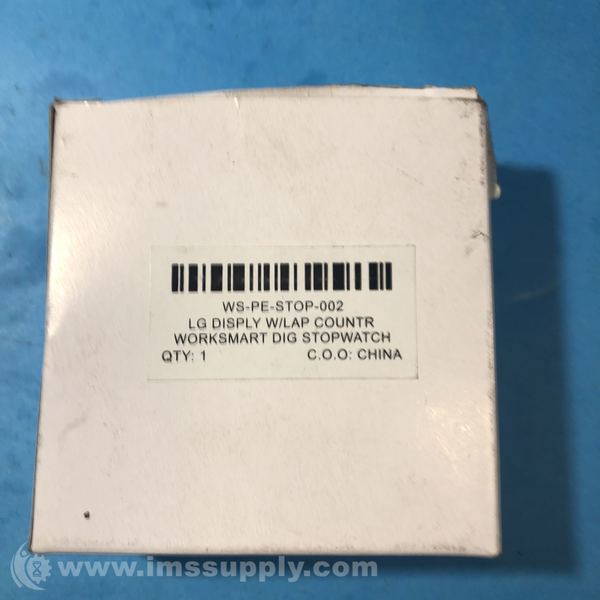 WS-PE-STOP-002
LG DISPLY W/LAP COUNTR
WORKSMART DIG STOPWATCH
QTY: 1 C.O.O: CHINA
www.imssupply.com